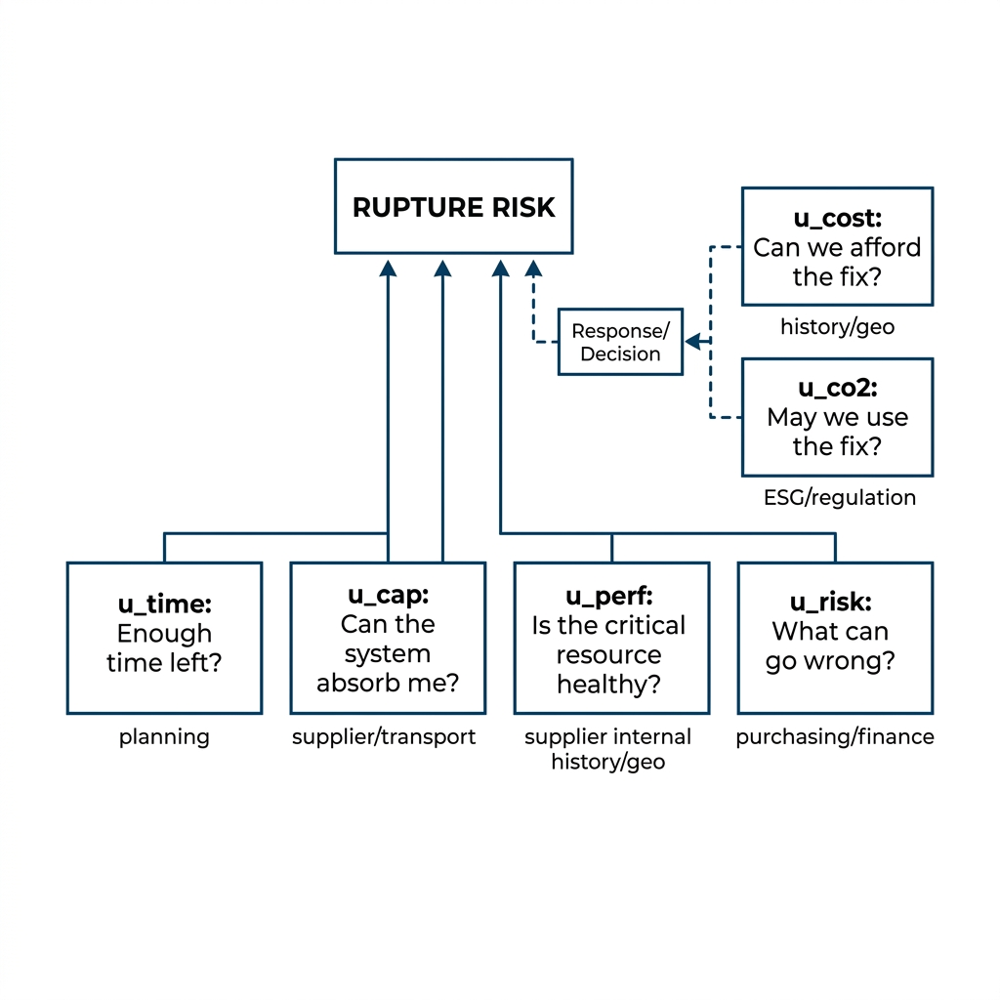 RUPTURE RISK
u_cost:
Can we afford
the fix?
history/geo
Response/
Decision
u_co2:
May we use
the fix?
ESG/regulation
u_time:
Enough
time left?
planning
u_cap:
Can the
system
absorb me?
supplier/transport
u_perf:
Is the critical
resource
healthy?
supplier internal
history/geo
u_risk:
What can
go wrong?
purchasing/finance